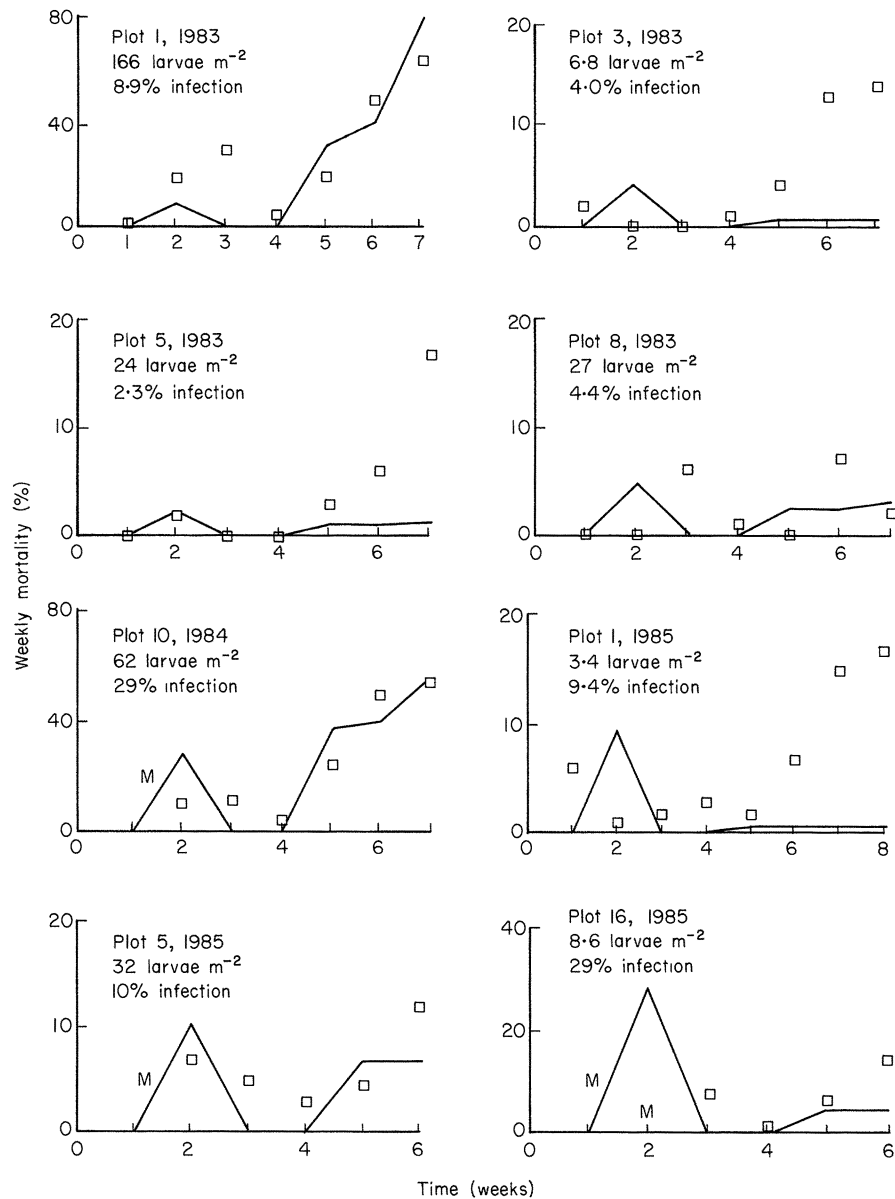 Weekly mortality (%)
80
40
0
Plot 1, 1983
166 larvae m⁻²
8·9% infection
0 1 2 3 4 5 6 7
20
10
0
Plot 3, 1983
6·8 larvae m⁻²
4·0% infection
0 2 4 6
20
10
0
Plot 5, 1983
24 larvae m⁻²
2·3% infection
0 2 4 6
20
10
0
Plot 8, 1983
27 larvae m⁻²
4·4% infection
0 2 4 6
80
40
0
Plot 10, 1984
62 larvae m⁻²
29% infection
M
0 2 4 6
20
10
0
Plot 1, 1985
3·4 larvae m⁻²
9·4% infection
0 2 4 6 8
20
10
0
Plot 5, 1985
32 larvae m⁻²
10% infection
M
0 2 4 6
40
20
0
Plot 16, 1985
8·6 larvae m⁻²
29% infection
M
M
0 2 4 6
Time (weeks)